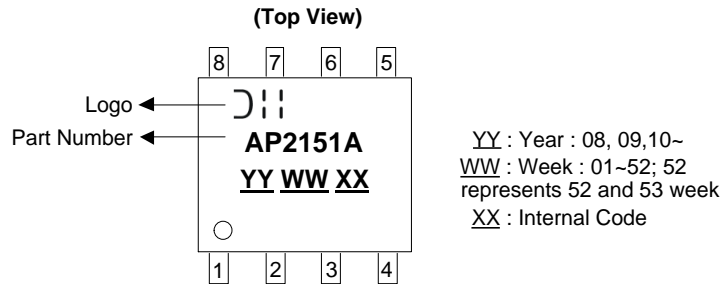 (Top View)
8 7 6 5
Logo
Part Number
AP2151A
YY WW XX
1 2 3 4
YY : Year : 08, 09,10~
WW : Week : 01~52; 52
represents 52 and 53 week
XX : Internal Code